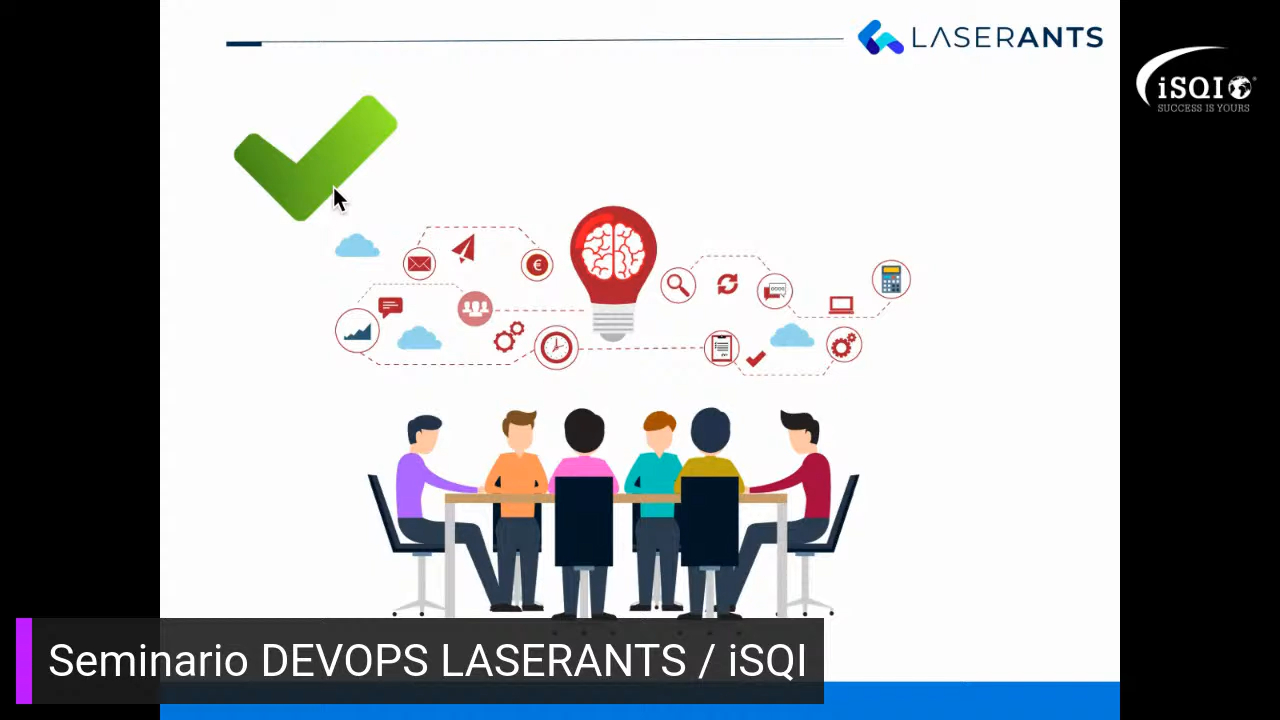 LASERANTS
iSQI
SUCCESS IS YOURS
Seminario DEVOPS LASERANTS / iSQI